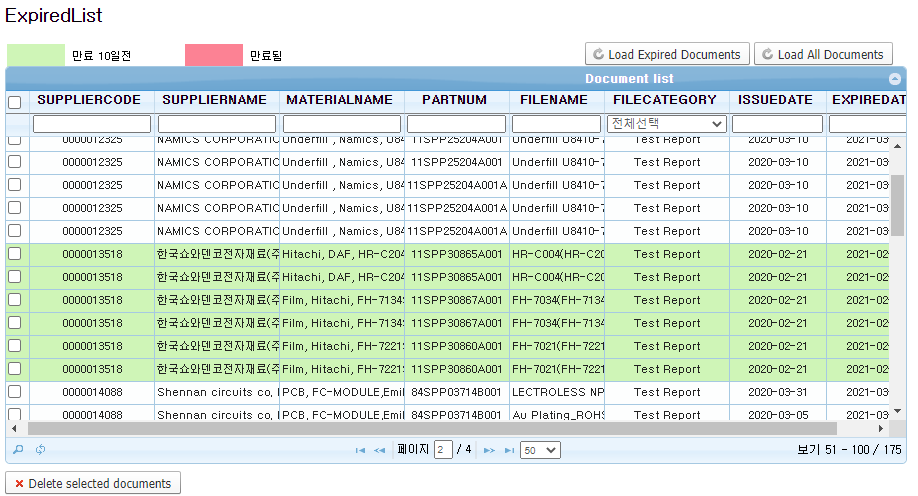 ExpiredList
만료 10일전 만료됨 Load Expired Documents Load All Documents
Document list
SUPPLIERCODE SUPPLIERNAME MATERIALNAME PARTNUM FILENAME FILECATEGORY ISSUEDATE EXPIREDAT
전체선택
0000012325 NAMICS CORPORATIO Underfill , Namics, U84 11SPP25204A001 Underfill U8410-7 Test Report 2020-03-10 2021-03
0000012325 NAMICS CORPORATIO Underfill , Namics, U84 11SPP25204A001 Underfill U8410-7 Test Report 2020-03-10 2021-03
0000012325 NAMICS CORPORATIO Underfill , Namics, U84 11SPP25204A001A Underfill U8410-7 Test Report 2020-03-10 2021-03
0000012325 NAMICS CORPORATIO Underfill , Namics, U84 11SPP25204A001A Underfill U8410-7 Test Report 2020-03-10 2021-03
0000012325 NAMICS CORPORATIO Underfill , Namics, U84 11SPP25204A001 Underfill U8410-7 Test Report 2020-03-10 2021-03
0000013518 한국쇼와덴코전자재료(주 Hitachi, DAF, HR-C204 11SPP30865A001 HR-C004(HR-C20 Test Report 2020-02-21 2021-02
0000013518 한국쇼와덴코전자재료(주 Hitachi, DAF, HR-C204 11SPP30865A001 HR-C004(HR-C20 Test Report 2020-02-21 2021-02
0000013518 한국쇼와덴코전자재료(주 Film, Hitachi, FH-7134S 11SPP30867A001 FH-7034(FH-7134 Test Report 2020-02-21 2021-02
0000013518 한국쇼와덴코전자재료(주 Film, Hitachi, FH-7134S 11SPP30867A001 FH-7034(FH-7134 Test Report 2020-02-21 2021-02
0000013518 한국쇼와덴코전자재료(주 Film, Hitachi, FH-7221S 11SPP30860A001 FH-7021(FH-7221 Test Report 2020-02-21 2021-02
0000013518 한국쇼와덴코전자재료(주 Film, Hitachi, FH-7221S 11SPP30860A001 FH-7021(FH-7221 Test Report 2020-02-21 2021-02
0000014088 Shennan circuits co, l PCB, FC-MODULE,Emil 84SPP03714B001 LECTROLESS NP Test Report 2020-03-31 2021-03
0000014088 Shennan circuits co, l PCB, FC-MODULE,Emil 84SPP03714B001 Au Plating_ROHS Test Report 2020-03-05 2021-03
페이지 2 / 4 50 보기 51 - 100 / 175
Delete selected documents